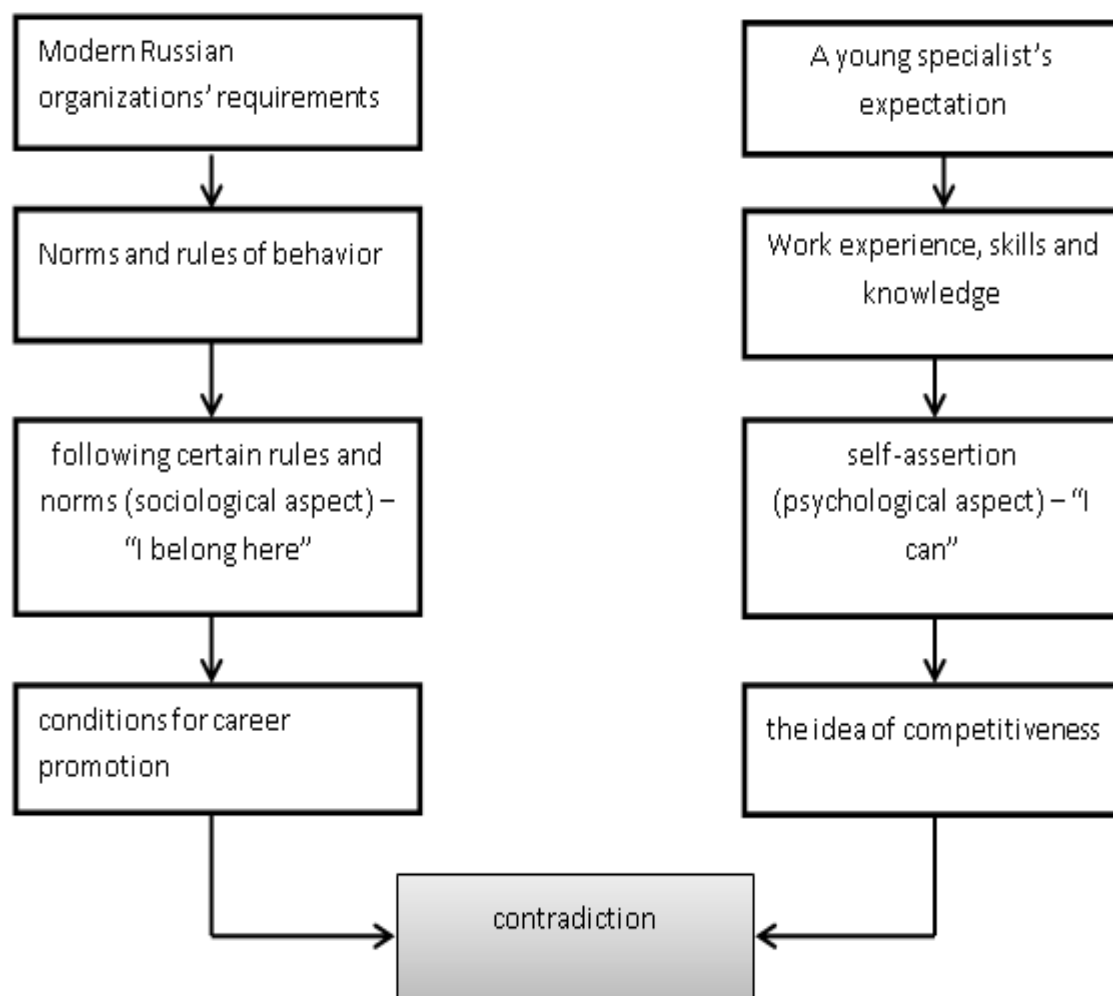 Modern Russian
organizations’ requirements
Norms and rules of behavior
following certain rules and
norms (sociological aspect) –
“I belong here”
conditions for career
promotion
A young specialist’s
expectation
Work experience, skills and
knowledge
self-assertion
(psychological aspect) – “I
can”
the idea of competitiveness
contradiction